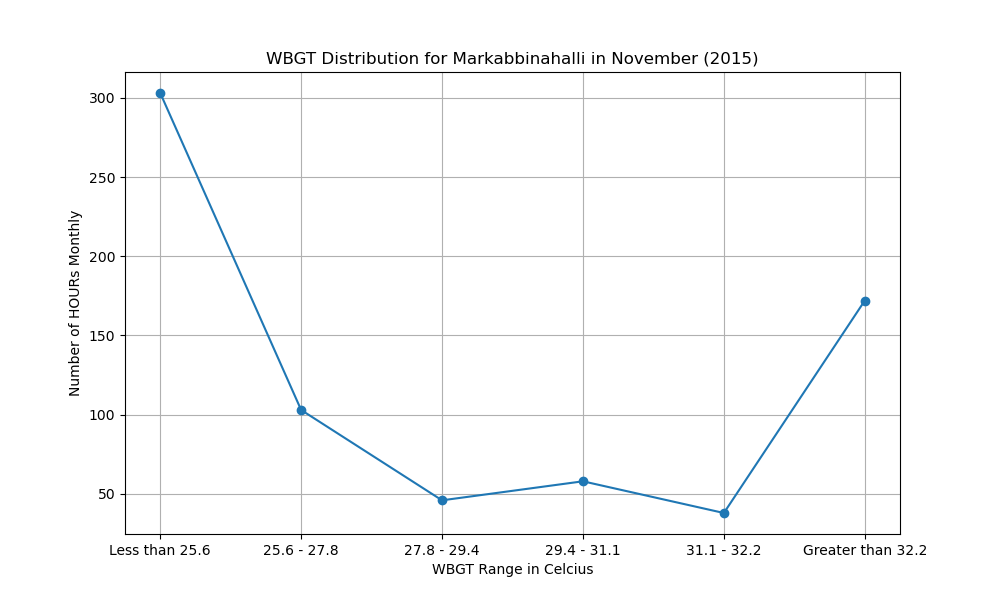 WBGT Distribution for Markabbinahalli in November (2015)
Number of HOURs Monthly
300
250
200
150
100
50
Less than 25.6
25.6 - 27.8
27.8 - 29.4
29.4 - 31.1
31.1 - 32.2
Greater than 32.2
WBGT Range in Celcius